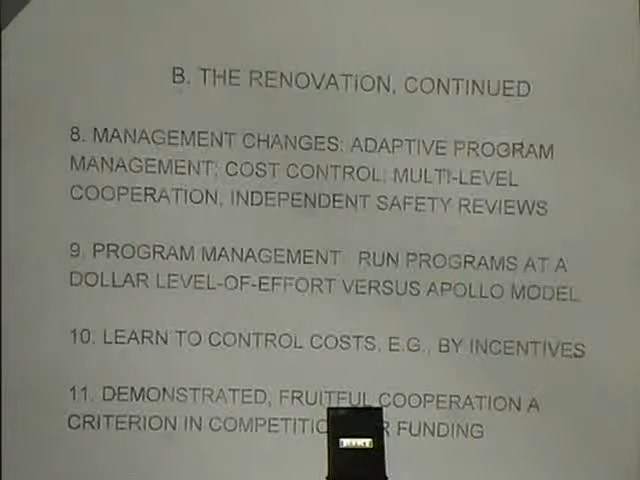 B. THE RENOVATION, CONTINUED
8. MANAGEMENT CHANGES: ADAPTIVE PROGRAM
MANAGEMENT; COST CONTROL; MULTI-LEVEL
COOPERATION, INDEPENDENT SAFETY REVIEWS
9. PROGRAM MANAGEMENT RUN PROGRAMS AT A
DOLLAR LEVEL-OF-EFFORT VERSUS APOLLO MODEL
10. LEARN TO CONTROL COSTS, E.G., BY INCENTIVES
11. DEMONSTRATED, FRUITFUL COOPERATION A
CRITERION IN FUNDING